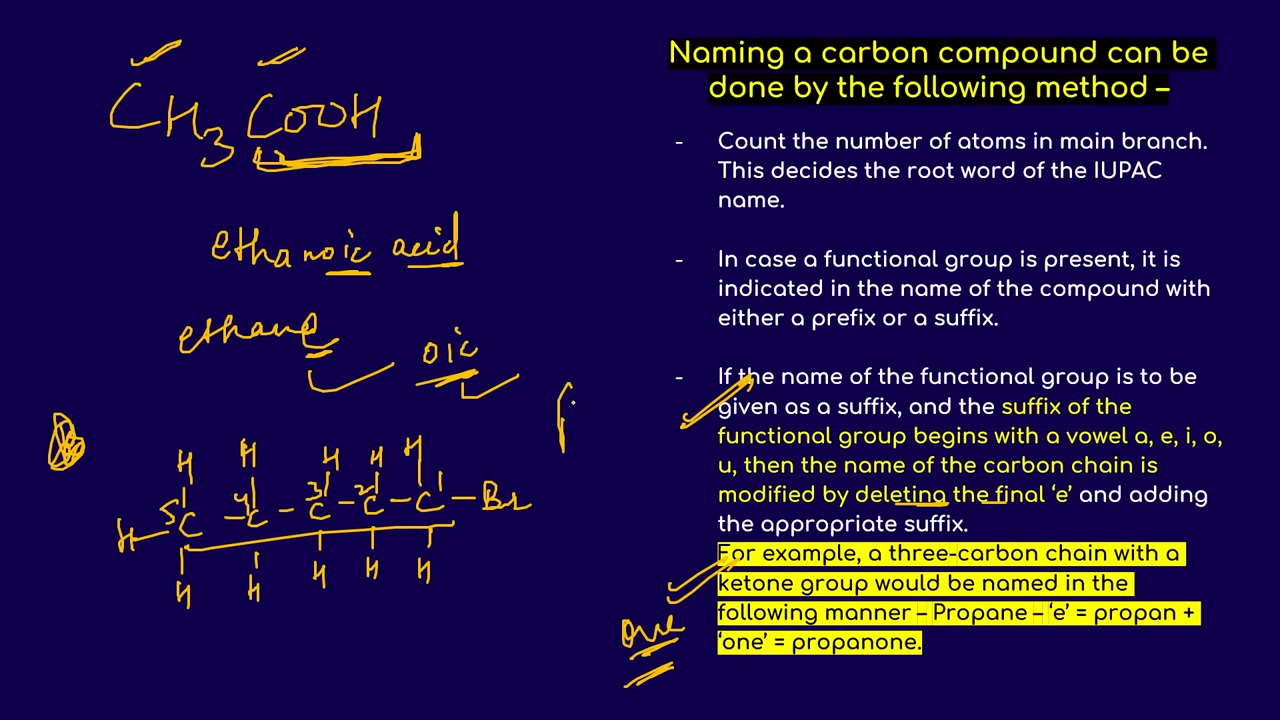 CH3 COOH
ethanoic acid
ethane
oic
H H H H H
H 5C – 4C – 3C – 2C – 1C – Br
H H H H H
one
Naming a carbon compound can be
done by the following method –
- Count the number of atoms in main branch.
This decides the root word of the IUPAC
name.
- In case a functional group is present, it is
indicated in the name of the compound with
either a prefix or a suffix.
- If the name of the functional group is to be
given as a suffix, and the suffix of the
functional group begins with a vowel a, e, i, o,
u, then the name of the carbon chain is
modified by deleting the final ‘e’ and adding
the appropriate suffix.
For example, a three-carbon chain with a
ketone group would be named in the
following manner – Propane – ‘e’ = propan +
‘one’ = propanone.